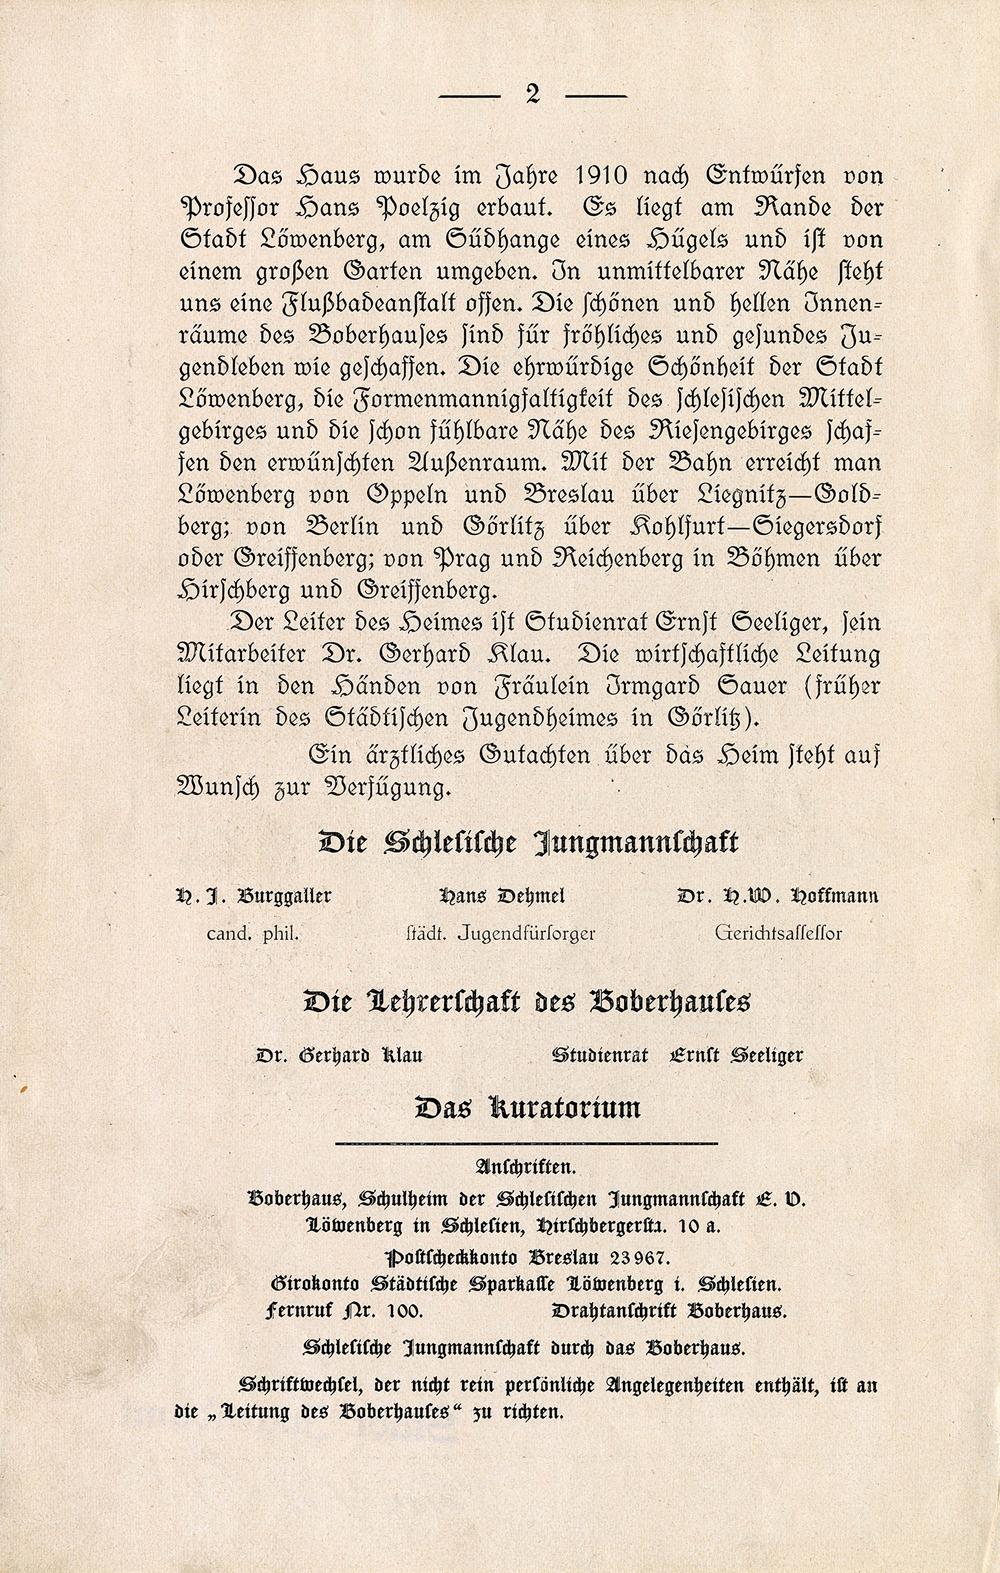 — 2 —
Das Haus wurde im Jahre 1910 nach Entwürfen von
Professor Hans Poelzig erbaut. Es liegt am Rande der
Stadt Löwenberg, am Südhange eines Hügels und ist von
einem großen Garten umgeben. In unmittelbarer Nähe steht
uns eine Flußbadeanstalt offen. Die schönen und hellen Innen-
räume des Boberhauses sind für fröhliches und gesundes Ju-
gendleben wie geschaffen. Die ehrwürdige Schönheit der Stadt
Löwenberg, die Formenmannigfaltigkeit des schlesischen Mittel-
gebirges und die schon fühlbare Nähe des Riesengebirges schaf-
fen den erwünschten Außenraum. Mit der Bahn erreicht man
Löwenberg von Oppeln und Breslau über Liegnitz—Gold-
berg; von Berlin und Görlitz über Kohlfurt—Siegersdorf
oder Greiffenberg; von Prag und Reichenberg in Böhmen über
Hirschberg und Greiffenberg.
Der Leiter des Heimes ist Studienrat Ernst Seeliger, sein
Mitarbeiter Dr. Gerhard Klau. Die wirtschaftliche Leitung
liegt in den Händen von Fräulein Irmgard Sauer (früher
Leiterin des Städtischen Jugendheimes in Görlitz).
Ein ärztliches Gutachten über das Heim steht auf
Wunsch zur Verfügung.
Die Schlesische Jungmannschaft
H. J. Burggaller Hans Dehmel Dr. H.W. Hoffmann
cand. phil. städt. Jugendfürsorger Gerichtsassessor
Die Lehrerschaft des Boberhauses
Dr. Gerhard Klau Studienrat Ernst Seeliger
Das Kuratorium
Anschriften.
Boberhaus, Schulheim der Schlesischen Jungmannschaft E. V.
Löwenberg in Schlesien, Hirschbergerstr. 10 a.
Postscheckkonto Breslau 23967.
Girokonto Städtische Sparkasse Löwenberg i. Schlesien.
Fernruf Nr. 100. Drahtanschrift Boberhaus.
Schlesische Jungmannschaft durch das Boberhaus.
Schriftwechsel, der nicht rein persönliche Angelegenheiten enthält, ist an
die „Leitung des Boberhauses“ zu richten.